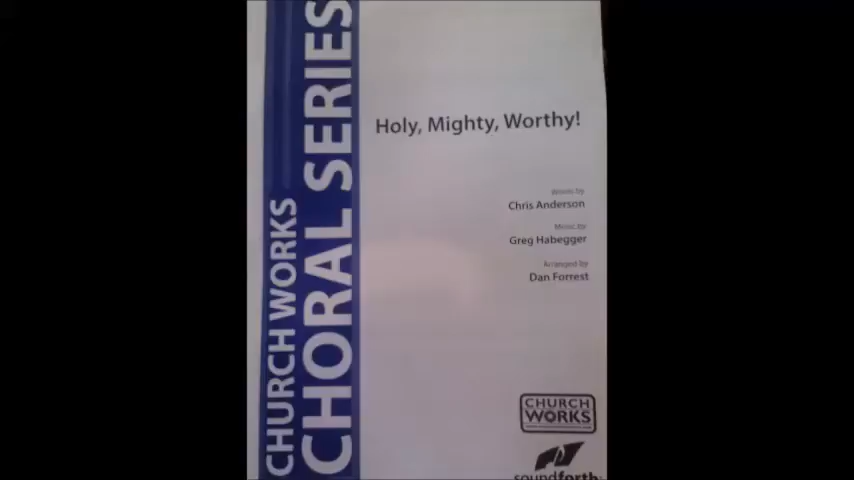 CHURCH WORKS
CHORAL SERIES
Holy, Mighty, Worthy!
Words by
Chris Anderson
Music by
Greg Habegger
Arranged by
Dan Forrest
CHURCH
WORKS
soundforth